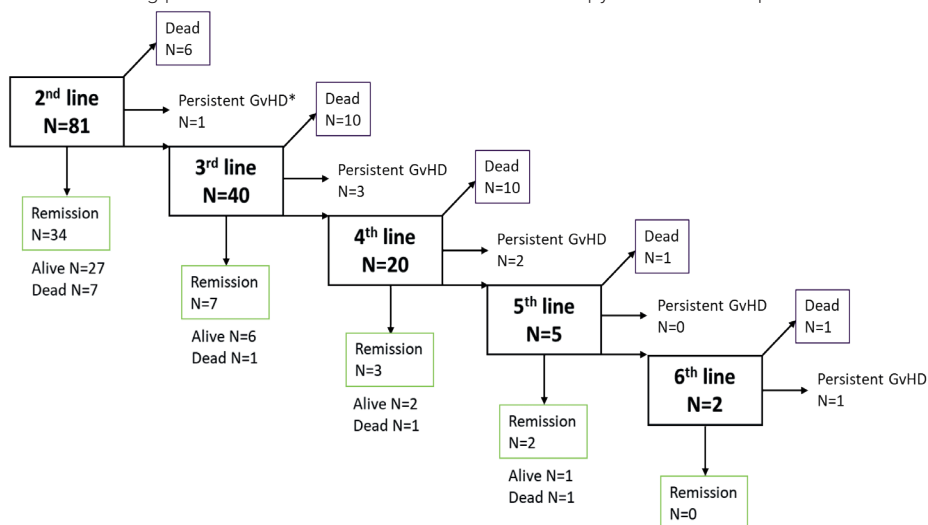 Dead
N=6
2nd line
N=81
Persistent GvHD*
N=1
Remission
N=34
Alive N=27
Dead N=7
Dead
N=10
3rd line
N=40
Persistent GvHD
N=3
Remission
N=7
Alive N=6
Dead N=1
Dead
N=10
4th line
N=20
Persistent GvHD
N=2
Remission
N=3
Alive N=2
Dead N=1
Dead
N=1
5th line
N=5
Persistent GvHD
N=0
Remission
N=2
Alive N=1
Dead N=1
Dead
N=1
6th line
N=2
Persistent GvHD
N=1
Remission
N=0